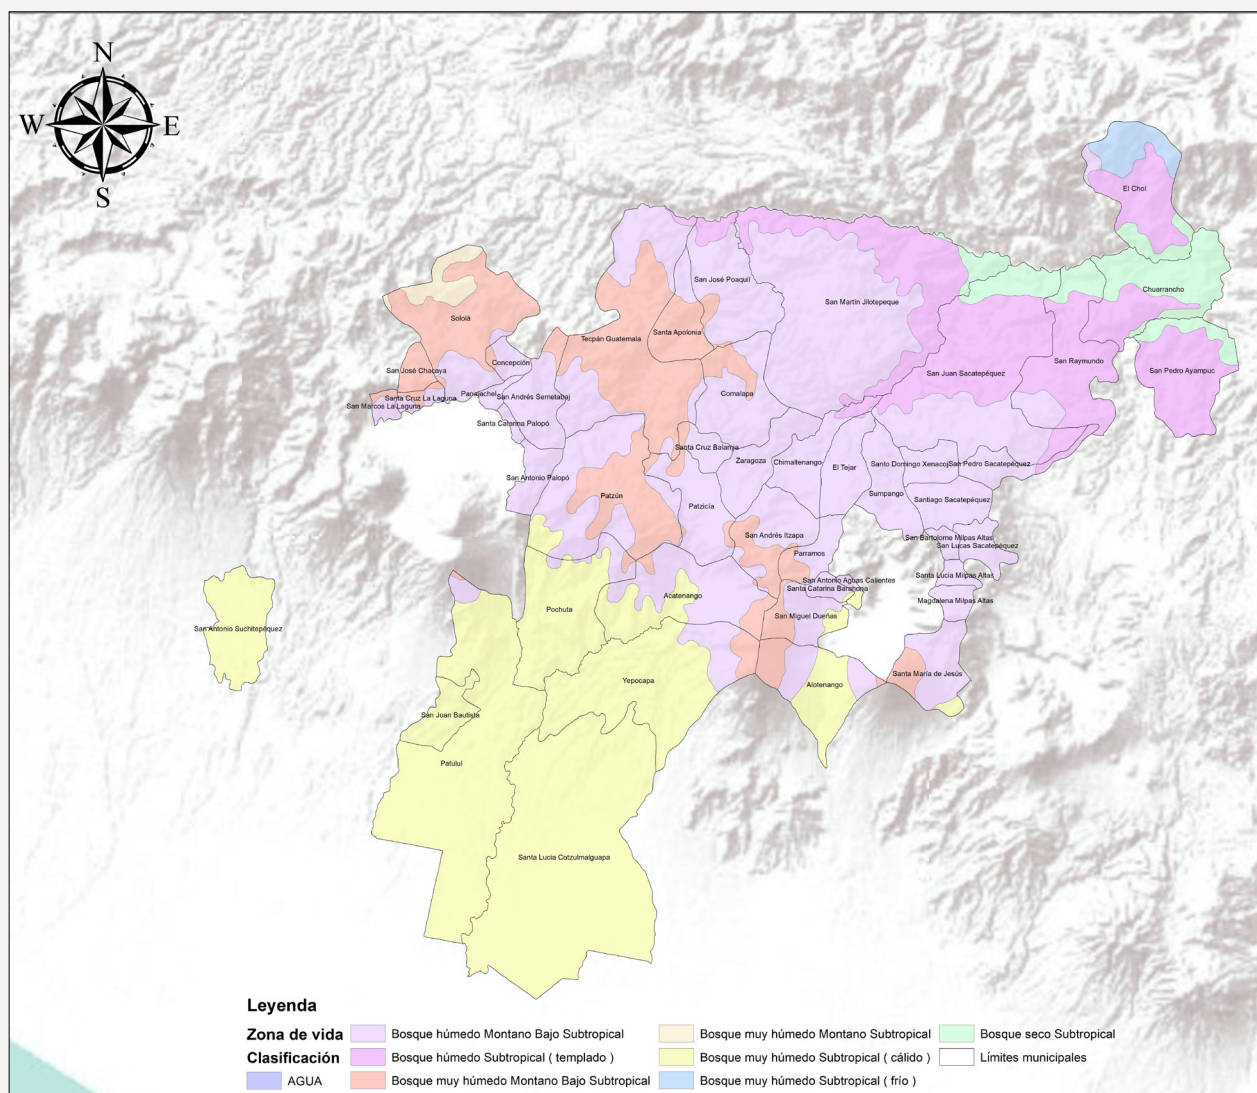 N
W E
S
El Chol
San José Poaquil
Chuarrancho
San Martín Jilotepeque
Sololá
Santa Apolonia
Tecpán Guatemala
Concepción
San Raymundo
San José Chacaya
San Juan Sacatepéquez
San Pedro Ayampuc
Panajachel
Comalapa
Santa Cruz La Laguna
San Andrés Semetabaj
San Marcos La Laguna
Santa Catarina Palopó
Santa Cruz Balanya
Zaragoza
Chimaltenango
Santo Domingo Xenacoj
San Pedro Sacatepéquez
El Tejar
San Antonio Palopó
Sumpango
Patzún
Santiago Sacatepéquez
Patzicía
San Andrés Itzapa
San Bartolome Milpas Altas
San Lucas Sacatepéquez
Parramos
Santa Lucia Milpas Altas
San Antonio Aguas Calientes
Santa Catarina Barahona
Acatenango
Magdalena Milpas Altas
Pochuta
San Miguel Dueñas
San Antonio Suchitepéquez
Santa María de Jesús
Yepocapa
Alotenango
San Juan Bautista
Patulul
Santa Lucia Cotzulmalguapa
Leyenda
Zona de vida
Clasificación
AGUA
Bosque húmedo Montano Bajo Subtropical
Bosque húmedo Subtropical ( templado )
Bosque muy húmedo Montano Bajo Subtropical
Bosque muy húmedo Montano Subtropical
Bosque muy húmedo Subtropical ( cálido )
Bosque muy húmedo Subtropical ( frío )
Bosque seco Subtropical
Límites municipales